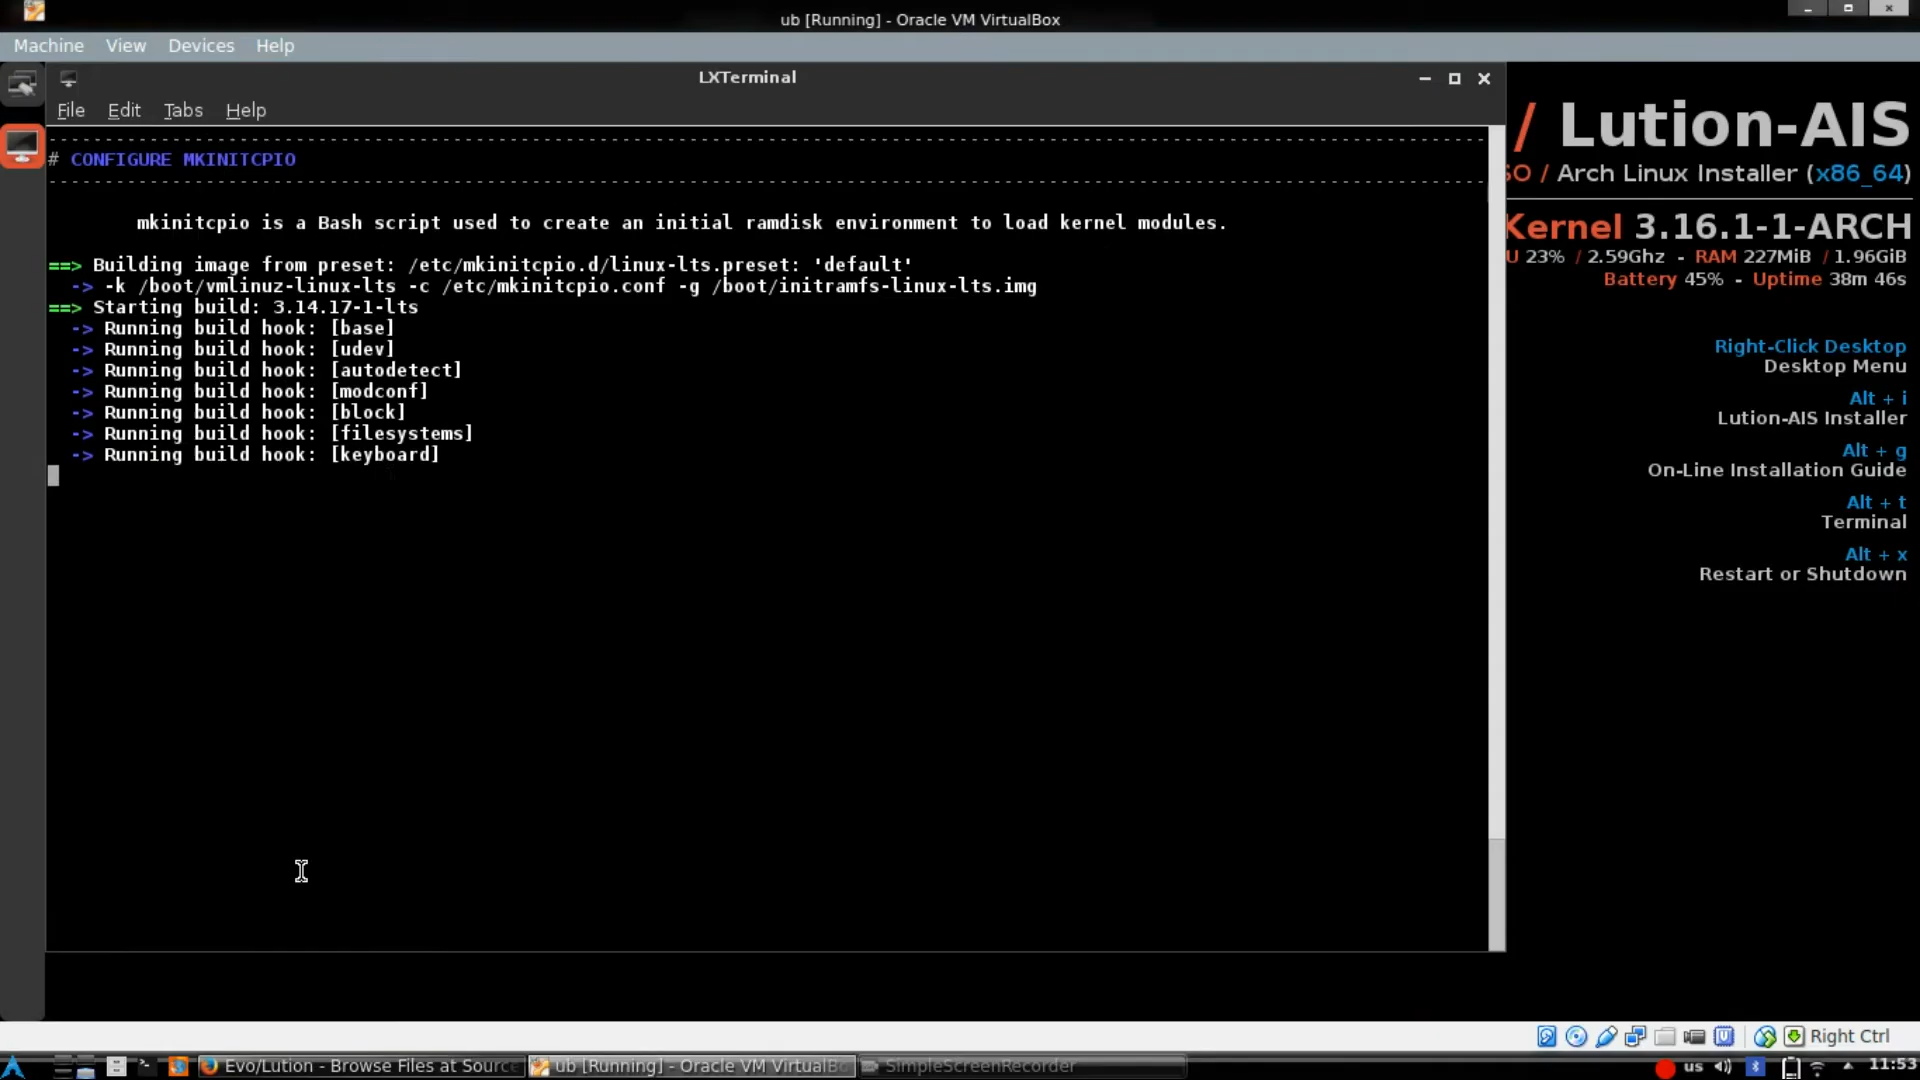 ub [Running] - Oracle VM VirtualBox
Machine View Devices Help
LXTerminal
File Edit Tabs Help
# CONFIGURE MKINITCPIO
mkinitcpio is a Bash script used to create an initial ramdisk environment to load kernel modules.
==> Building image from preset: /etc/mkinitcpio.d/linux-lts.preset: 'default'
-> -k /boot/vmlinuz-linux-lts -c /etc/mkinitcpio.conf -g /boot/initramfs-linux-lts.img
==> Starting build: 3.14.17-1-lts
-> Running build hook: [base]
-> Running build hook: [udev]
-> Running build hook: [autodetect]
-> Running build hook: [modconf]
-> Running build hook: [block]
-> Running build hook: [filesystems]
-> Running build hook: [keyboard]
/ Lution-AIS
SO / Arch Linux Installer (x86_64)
Kernel 3.16.1-1-ARCH
U 23% / 2.59Ghz - RAM 227MiB / 1.96GiB
Battery 45% - Uptime 38m 46s
Right-Click Desktop
Desktop Menu
Alt + i
Lution-AIS Installer
Alt + g
On-Line Installation Guide
Alt + t
Terminal
Alt + x
Restart or Shutdown
Right Ctrl
Evo/Lution - Browse Files at Sourc
ub [Running] - Oracle VM VirtualBo
SimpleScreenRecorder
us
11:53